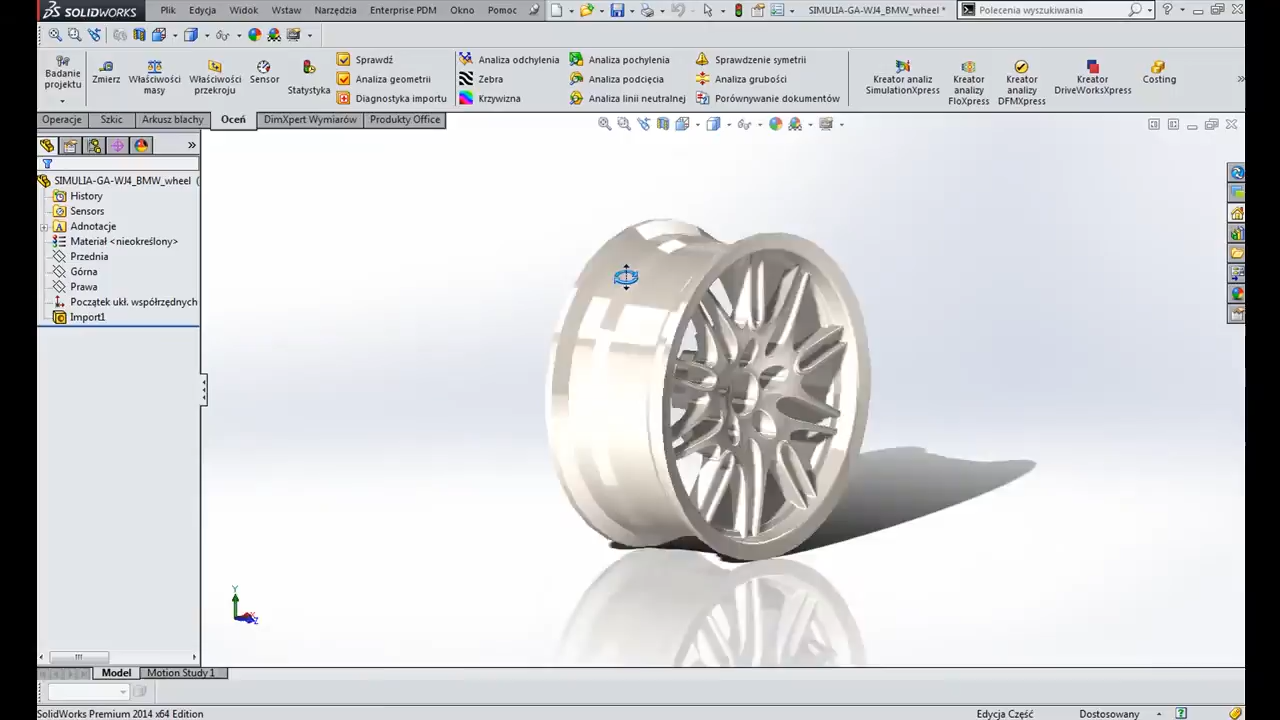 SOLIDWORKS
Plik Edycja Widok Wstaw Narzędzia Enterprise PDM Okno Pomoc
SIMULIA-GA-WJ4_BMW_wheel *
Polecenia wyszukiwania
Badanie projektu
Zmierz
Właściwości masy
Właściwości przekroju
Sensor
Statystyka
Sprawdź
Analiza geometrii
Diagnostyka importu
Analiza odchylenia
Zebra
Krzywizna
Analiza pochylenia
Analiza podcięcia
Analiza linii neutralnej
Sprawdzenie symetrii
Analiza grubości
Porównywanie dokumentów
Kreator analiz SimulationXpress
Kreator analizy FloXpress
Kreator analizy DFMXpress
Kreator DriveWorksXpress
Costing
Operacje Szkic Arkusz blachy Oceń DimXpert Wymiarów Produkty Office
SIMULIA-GA-WJ4_BMW_wheel (
History
Sensors
Adnotacje
Materiał <nieokreślony>
Przednia
Górna
Prawa
Początek ukł. współrzędnych
Import1
Y
Z
Model Motion Study 1
SolidWorks Premium 2014 x64 Edition
Edycja Część
Dostosowany